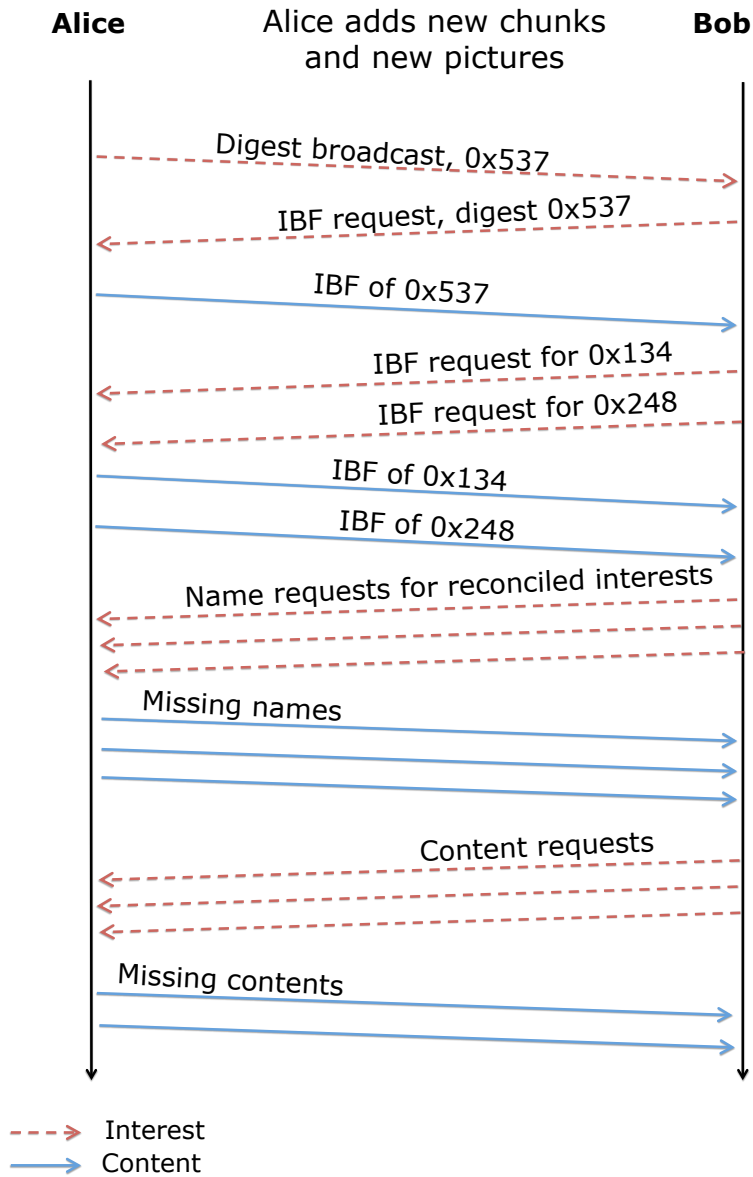 Alice
Alice adds new chunks
and new pictures
Bob
Digest broadcast, 0x537
IBF request, digest 0x537
IBF of 0x537
IBF request for 0x134
IBF request for 0x248
IBF of 0x134
IBF of 0x248
Name requests for reconciled interests
Missing names
Content requests
Missing contents
Interest
Content